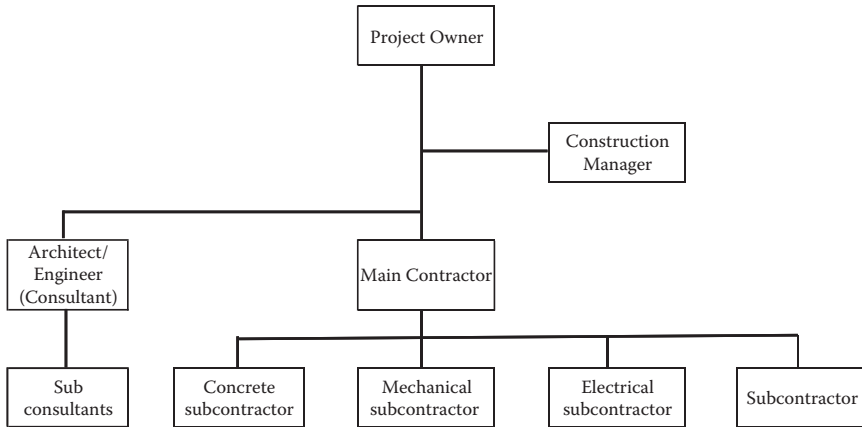 Project Owner
Construction
Manager
Architect/
Engineer
(Consultant)
Main Contractor
Sub
consultants
Concrete
subcontractor
Mechanical
subcontractor
Electrical
subcontractor
Subcontractor